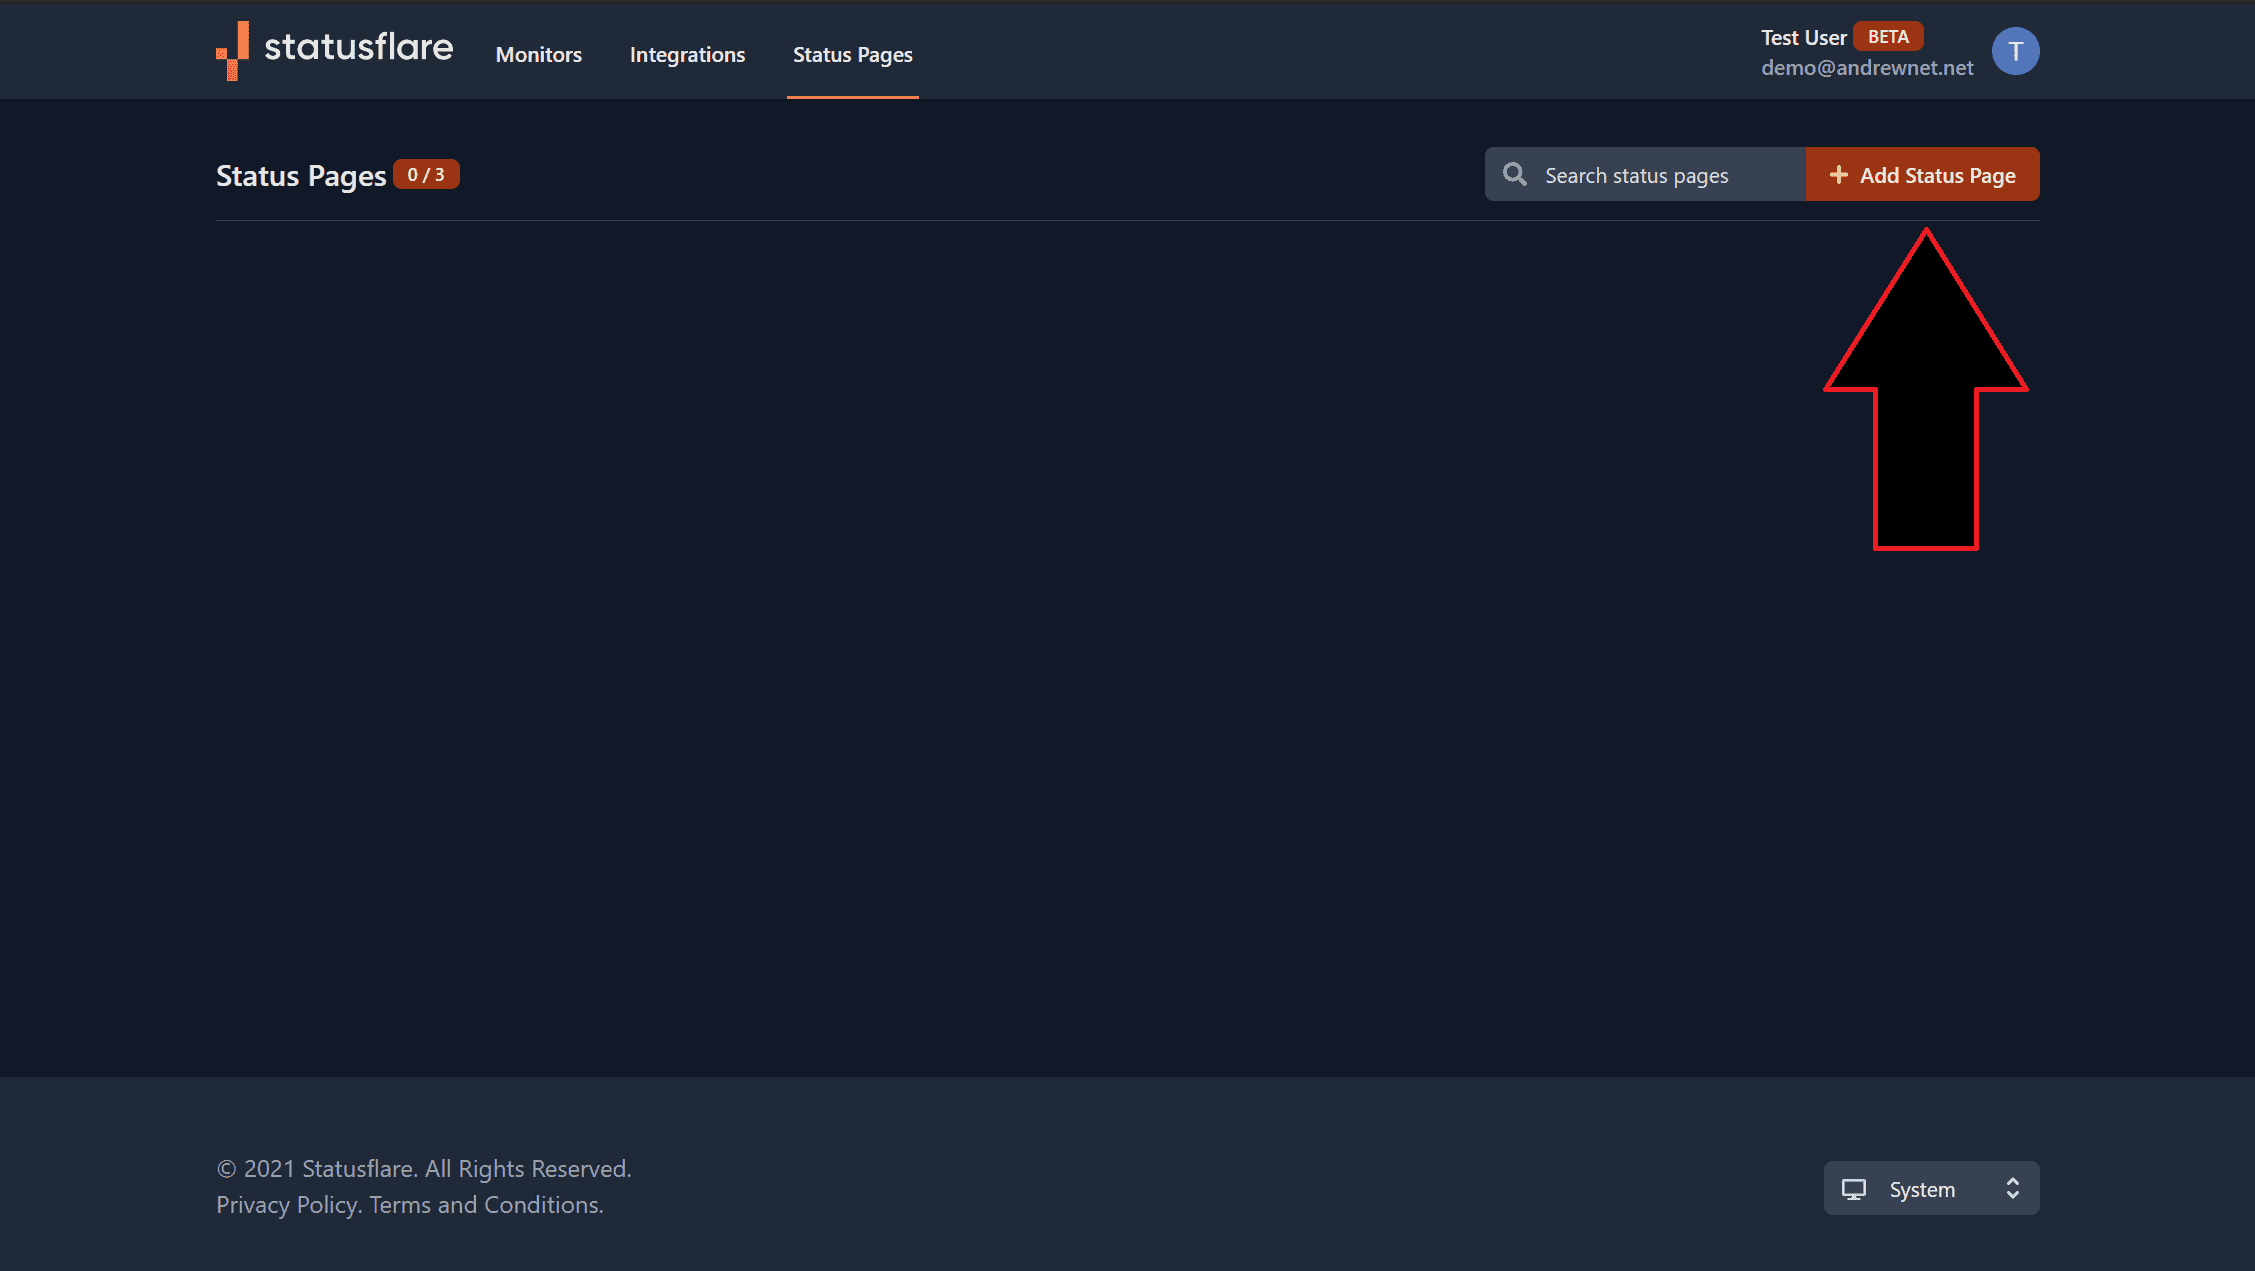 statusflare Monitors Integrations Status Pages
Test User BETA
demo@andrewnet.net
T
Status Pages 0 / 3
Search status pages + Add Status Page
© 2021 Statusflare. All Rights Reserved.
Privacy Policy. Terms and Conditions.
System